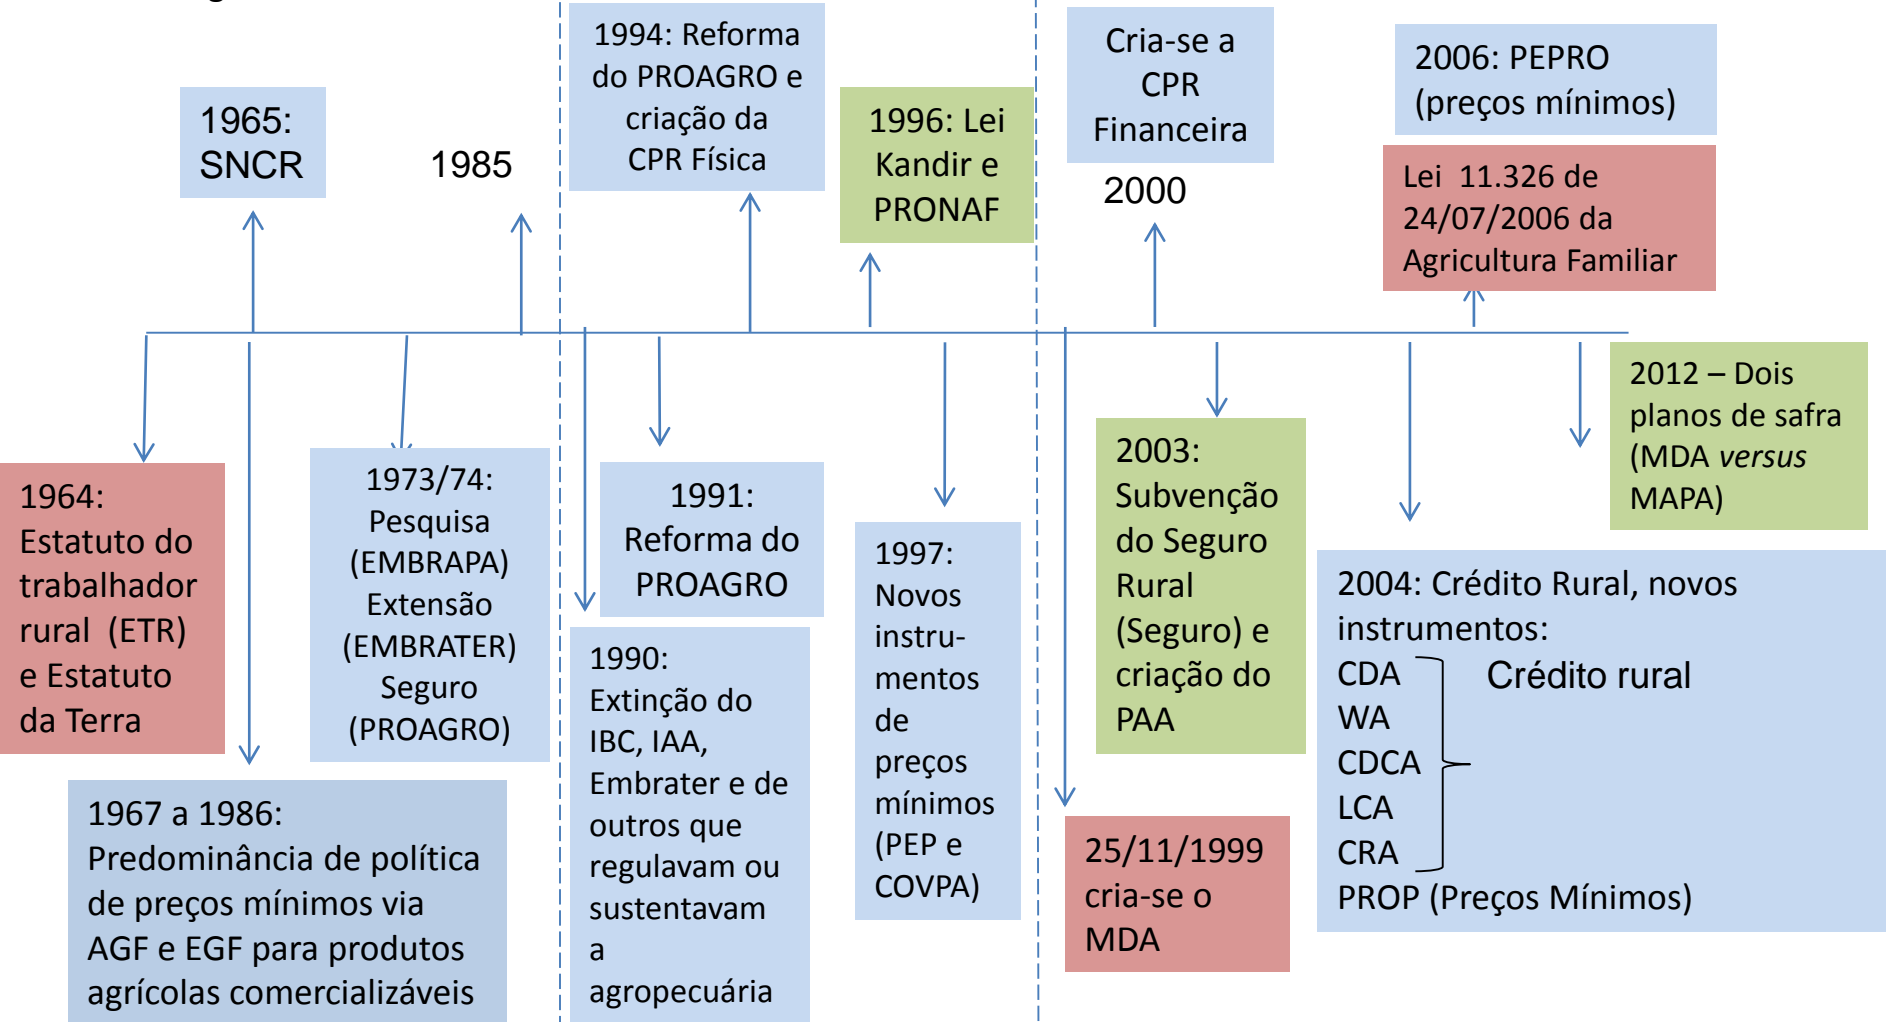 1965:
SNCR
1985
1994: Reforma
do PROAGRO e
criação da
CPR Física
1996: Lei
Kandir e
PRONAF
Cria-se a
CPR
Financeira
2000
2006: PEPRO
(preços mínimos)
Lei 11.326 de
24/07/2006 da
Agricultura Familiar
1964:
Estatuto do
trabalhador
rural (ETR)
e Estatuto
da Terra
1967 a 1986:
Predominância de política
de preços mínimos via
AGF e EGF para produtos
agrícolas comercializáveis
1973/74:
Pesquisa
(EMBRAPA)
Extensão
(EMBRATER)
Seguro
(PROAGRO)
1990:
Extinção do
IBC, IAA,
Embrater e de
outros que
regulavam ou
sustentavam
a
agropecuária
1991:
Reforma do
PROAGRO
1997:
Novos
instru-
mentos
de
preços
mínimos
(PEP e
COVPA)
25/11/1999
cria-se o
MDA
2003:
Subvenção
do Seguro
Rural
(Seguro) e
criação do
PAA
2004: Crédito Rural, novos
instrumentos:
CDA
WA
CDCA
LCA
CRA
Crédito rural
PROP (Preços Mínimos)
2012 – Dois
planos de safra
(MDA versus
MAPA)